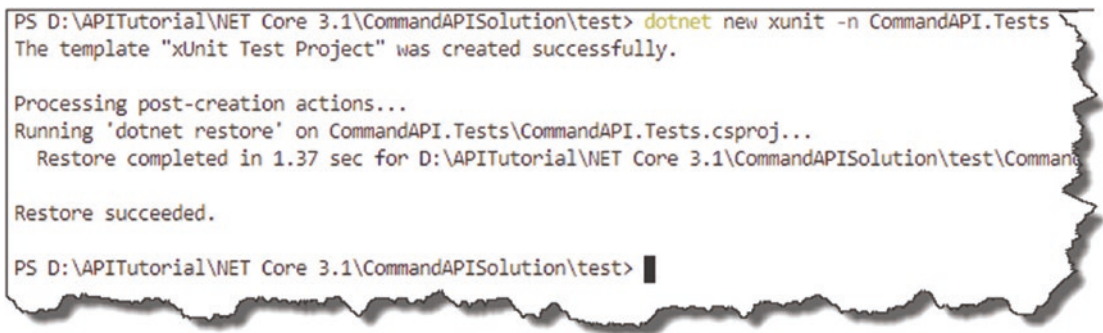 PS D:\APITutorial\NET Core 3.1\CommandAPISolution\test> dotnet new xunit -n CommandAPI.Tests
The template "xUnit Test Project" was created successfully.
Processing post-creation actions...
Running 'dotnet restore' on CommandAPI.Tests\CommandAPI.Tests.csproj...
Restore completed in 1.37 sec for D:\APITutorial\NET Core 3.1\CommandAPISolution\test\Command
Restore succeeded.
PS D:\APITutorial\NET Core 3.1\CommandAPISolution\test>